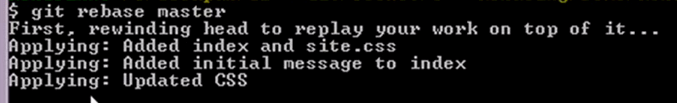 $ git rebase master
First, rewinding head to replay your work on top of it...
Applying: Added index and site.css
Applying: Added initial message to index
Applying: Updated CSS